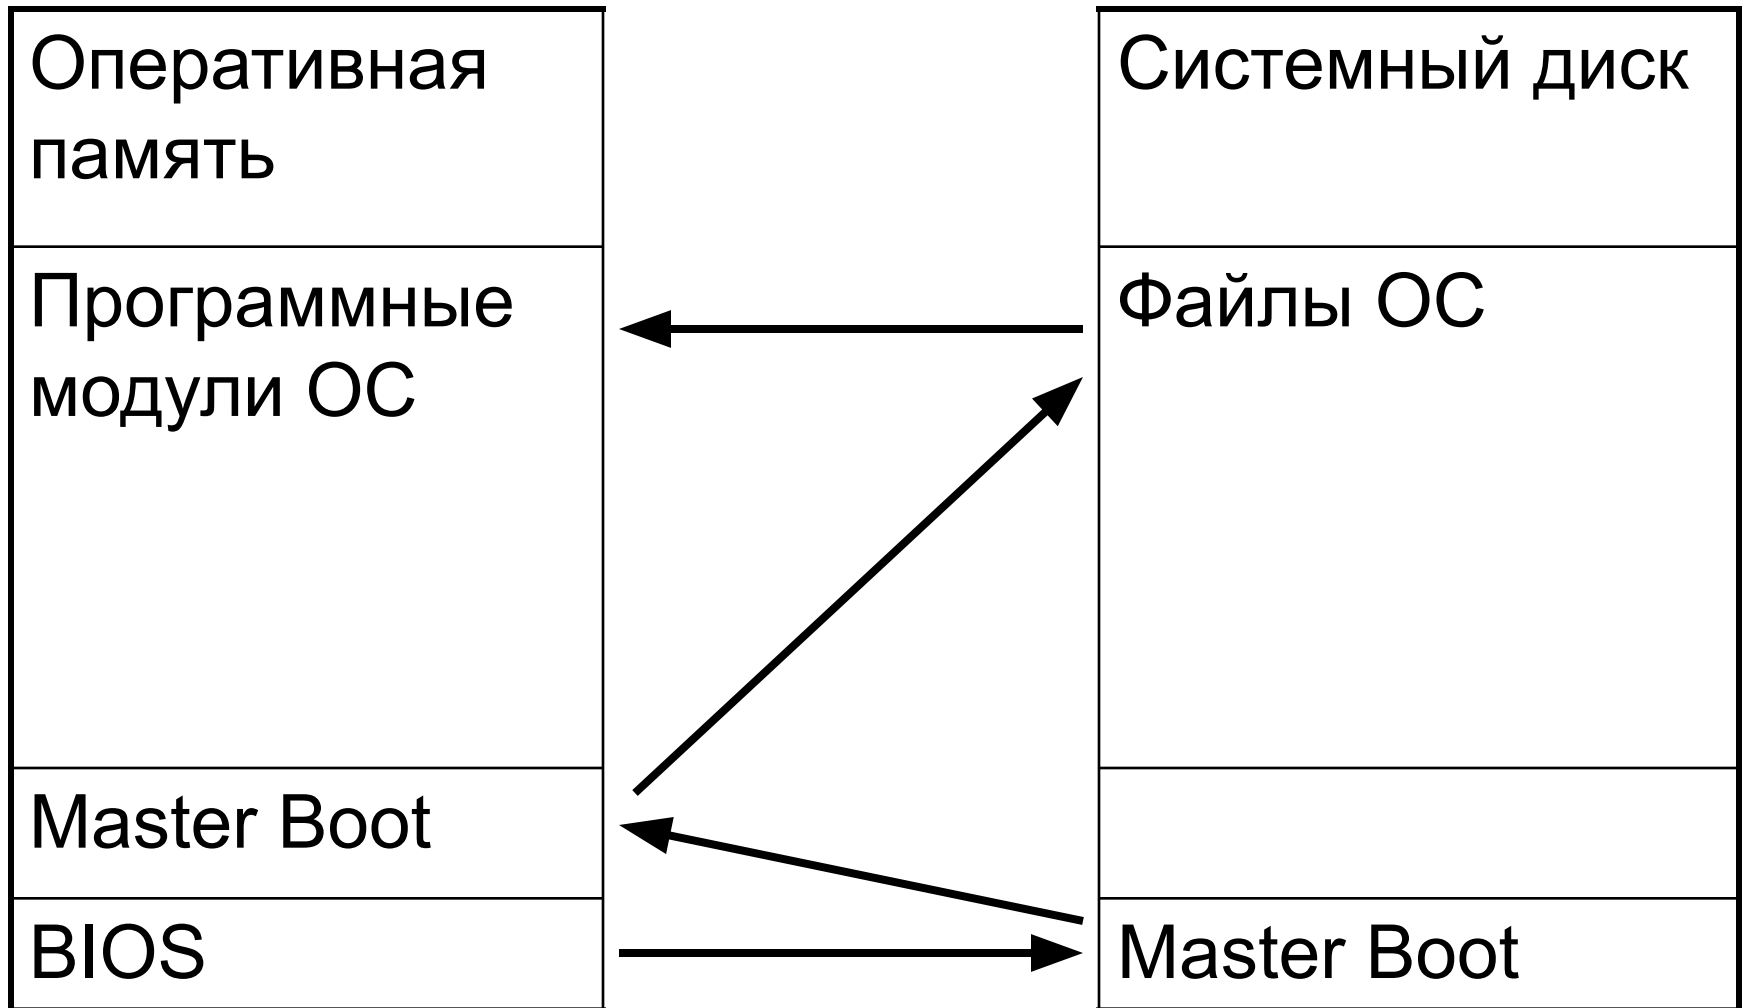 Оперативная
память
Системный диск
Программные
модули ОС
Файлы ОС
Master Boot
BIOS
Master Boot